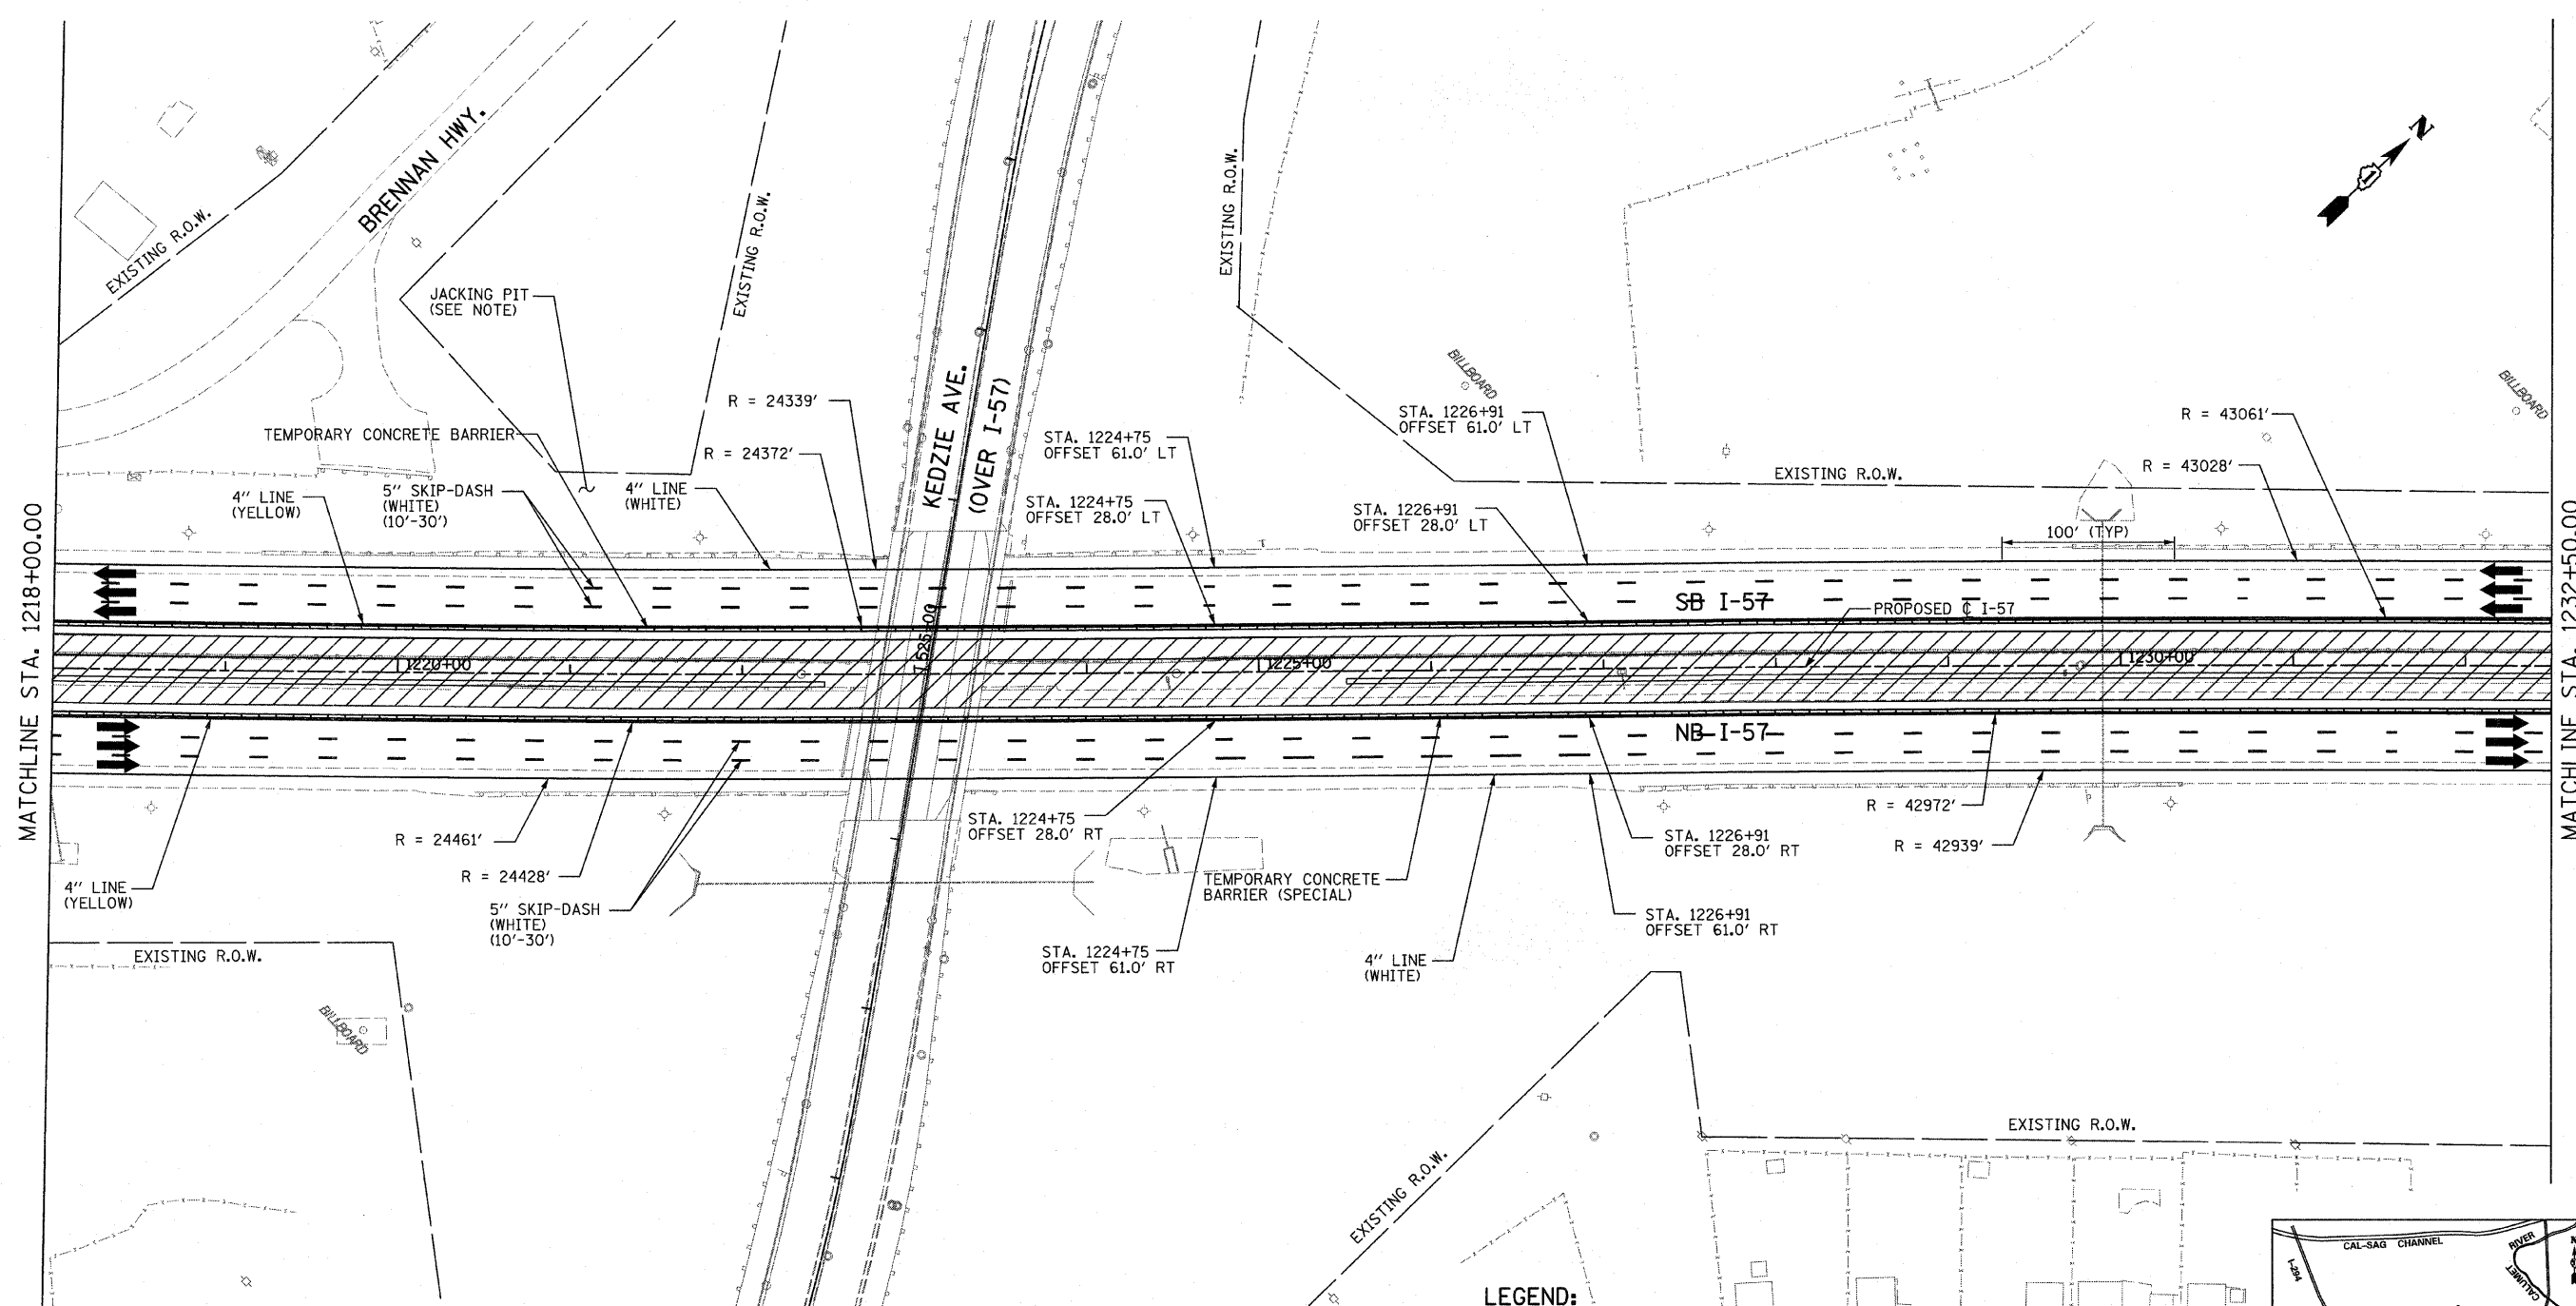 BRENNAN HWY.
EXISTING R.O.W.
EXISTING R.O.W.
EXISTING R.O.W.
N
1
JACKING PIT
(SEE NOTE)
TEMPORARY CONCRETE BARRIER
4" LINE
(YELLOW)
5" SKIP-DASH
(WHITE)
(10'-30')
4" LINE
(WHITE)
R = 24339'
R = 24372'
KEDZIE AVE.
(OVER I-57)
STA. 1224+75
OFFSET 61.0' LT
STA. 1224+75
OFFSET 28.0' LT
BILLBOARD
STA. 1226+91
OFFSET 61.0' LT
STA. 1226+91
OFFSET 28.0' LT
EXISTING R.O.W.
BILLBOARD
R = 43061'
R = 43028'
100' (TYP)
MATCHLINE STA. 1218+00.00
MATCHLINE STA. 1232+50.00
SB I-57
PROPOSED ℄ I-57
1220+00
525+00
1225+00
1230+00
NB I-57
R = 24461'
R = 24428'
4" LINE
(YELLOW)
5" SKIP-DASH
(WHITE)
(10'-30')
STA. 1224+75
OFFSET 28.0' RT
STA. 1224+75
OFFSET 61.0' RT
TEMPORARY CONCRETE
BARRIER (SPECIAL)
4" LINE
(WHITE)
STA. 1226+91
OFFSET 28.0' RT
STA. 1226+91
OFFSET 61.0' RT
R = 42972'
R = 42939'
EXISTING R.O.W.
BILLBOARD
EXISTING R.O.W.
EXISTING R.O.W.
LEGEND:
CAL-SAG CHANNEL
RIVER
CALUMET
I-294